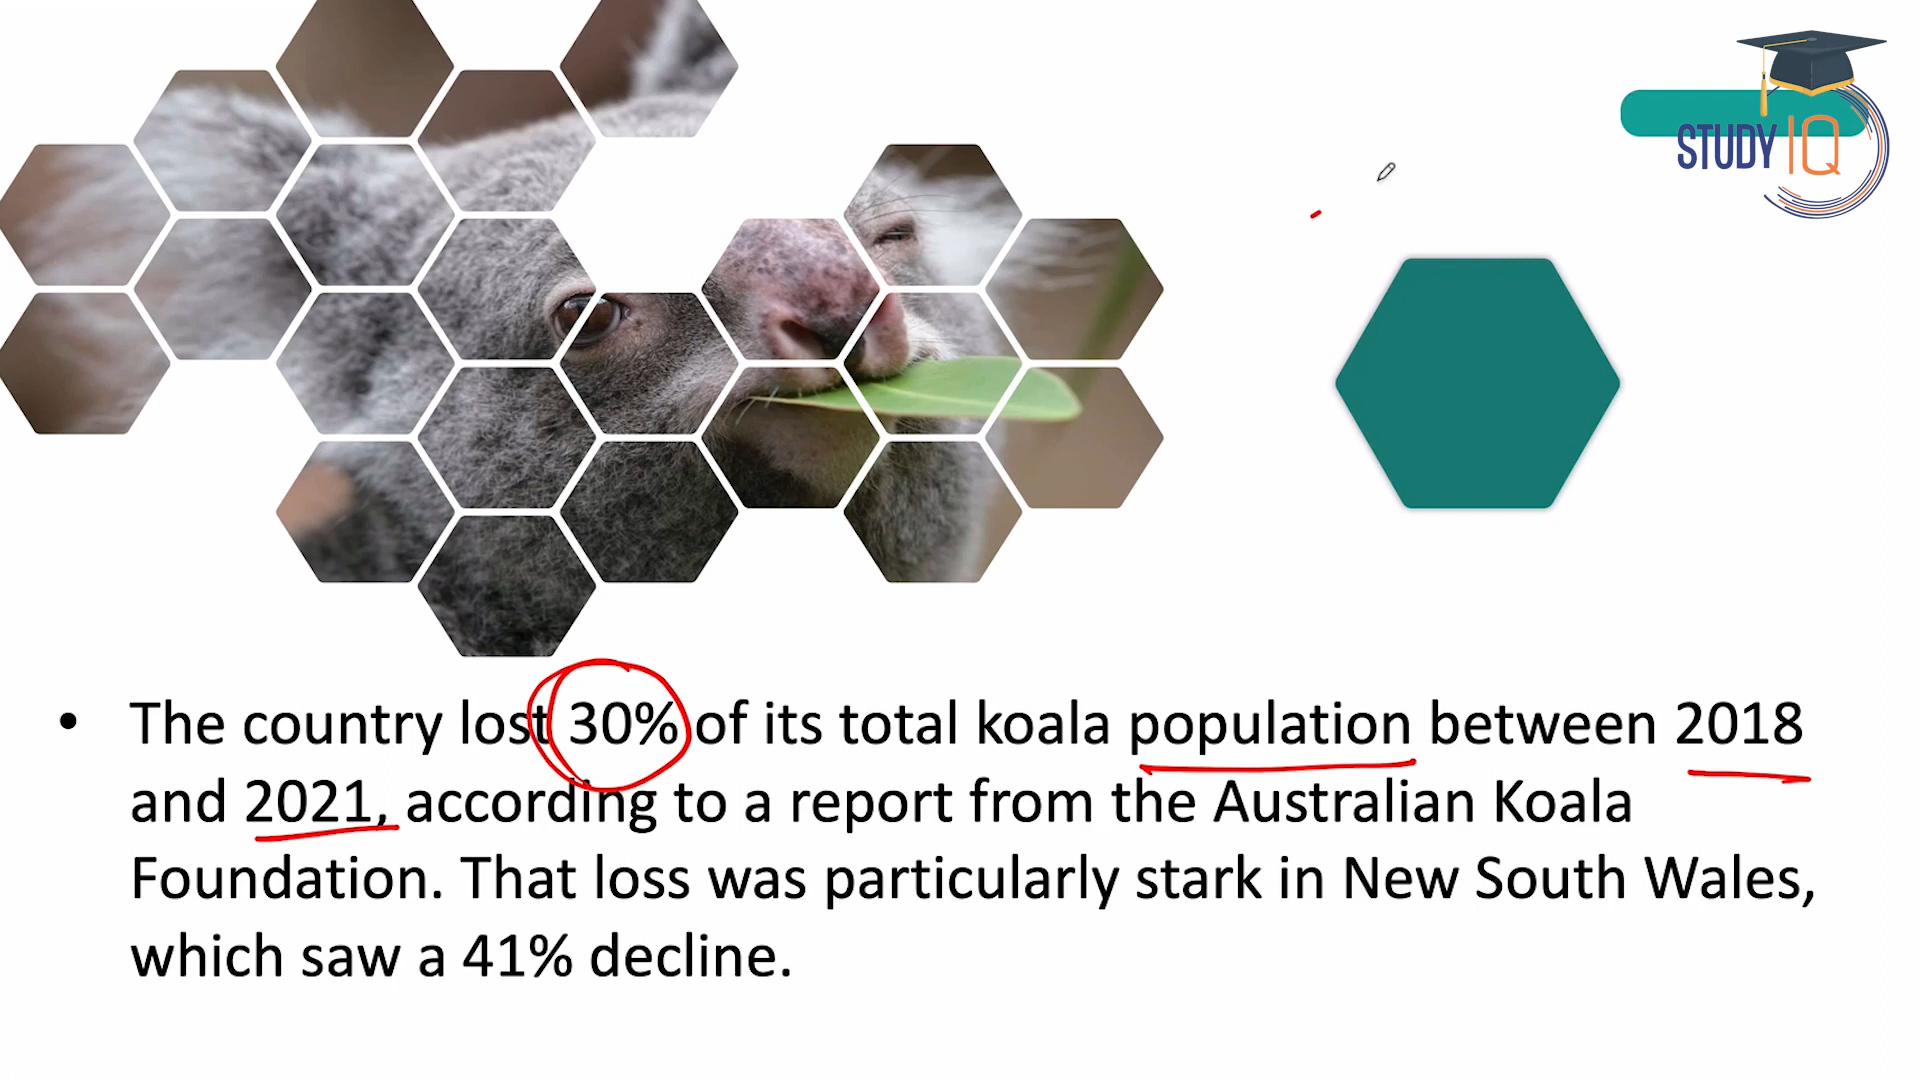 STUDY IQ
• The country lost 30% of its total koala population between 2018
and 2021, according to a report from the Australian Koala
Foundation. That loss was particularly stark in New South Wales,
which saw a 41% decline.